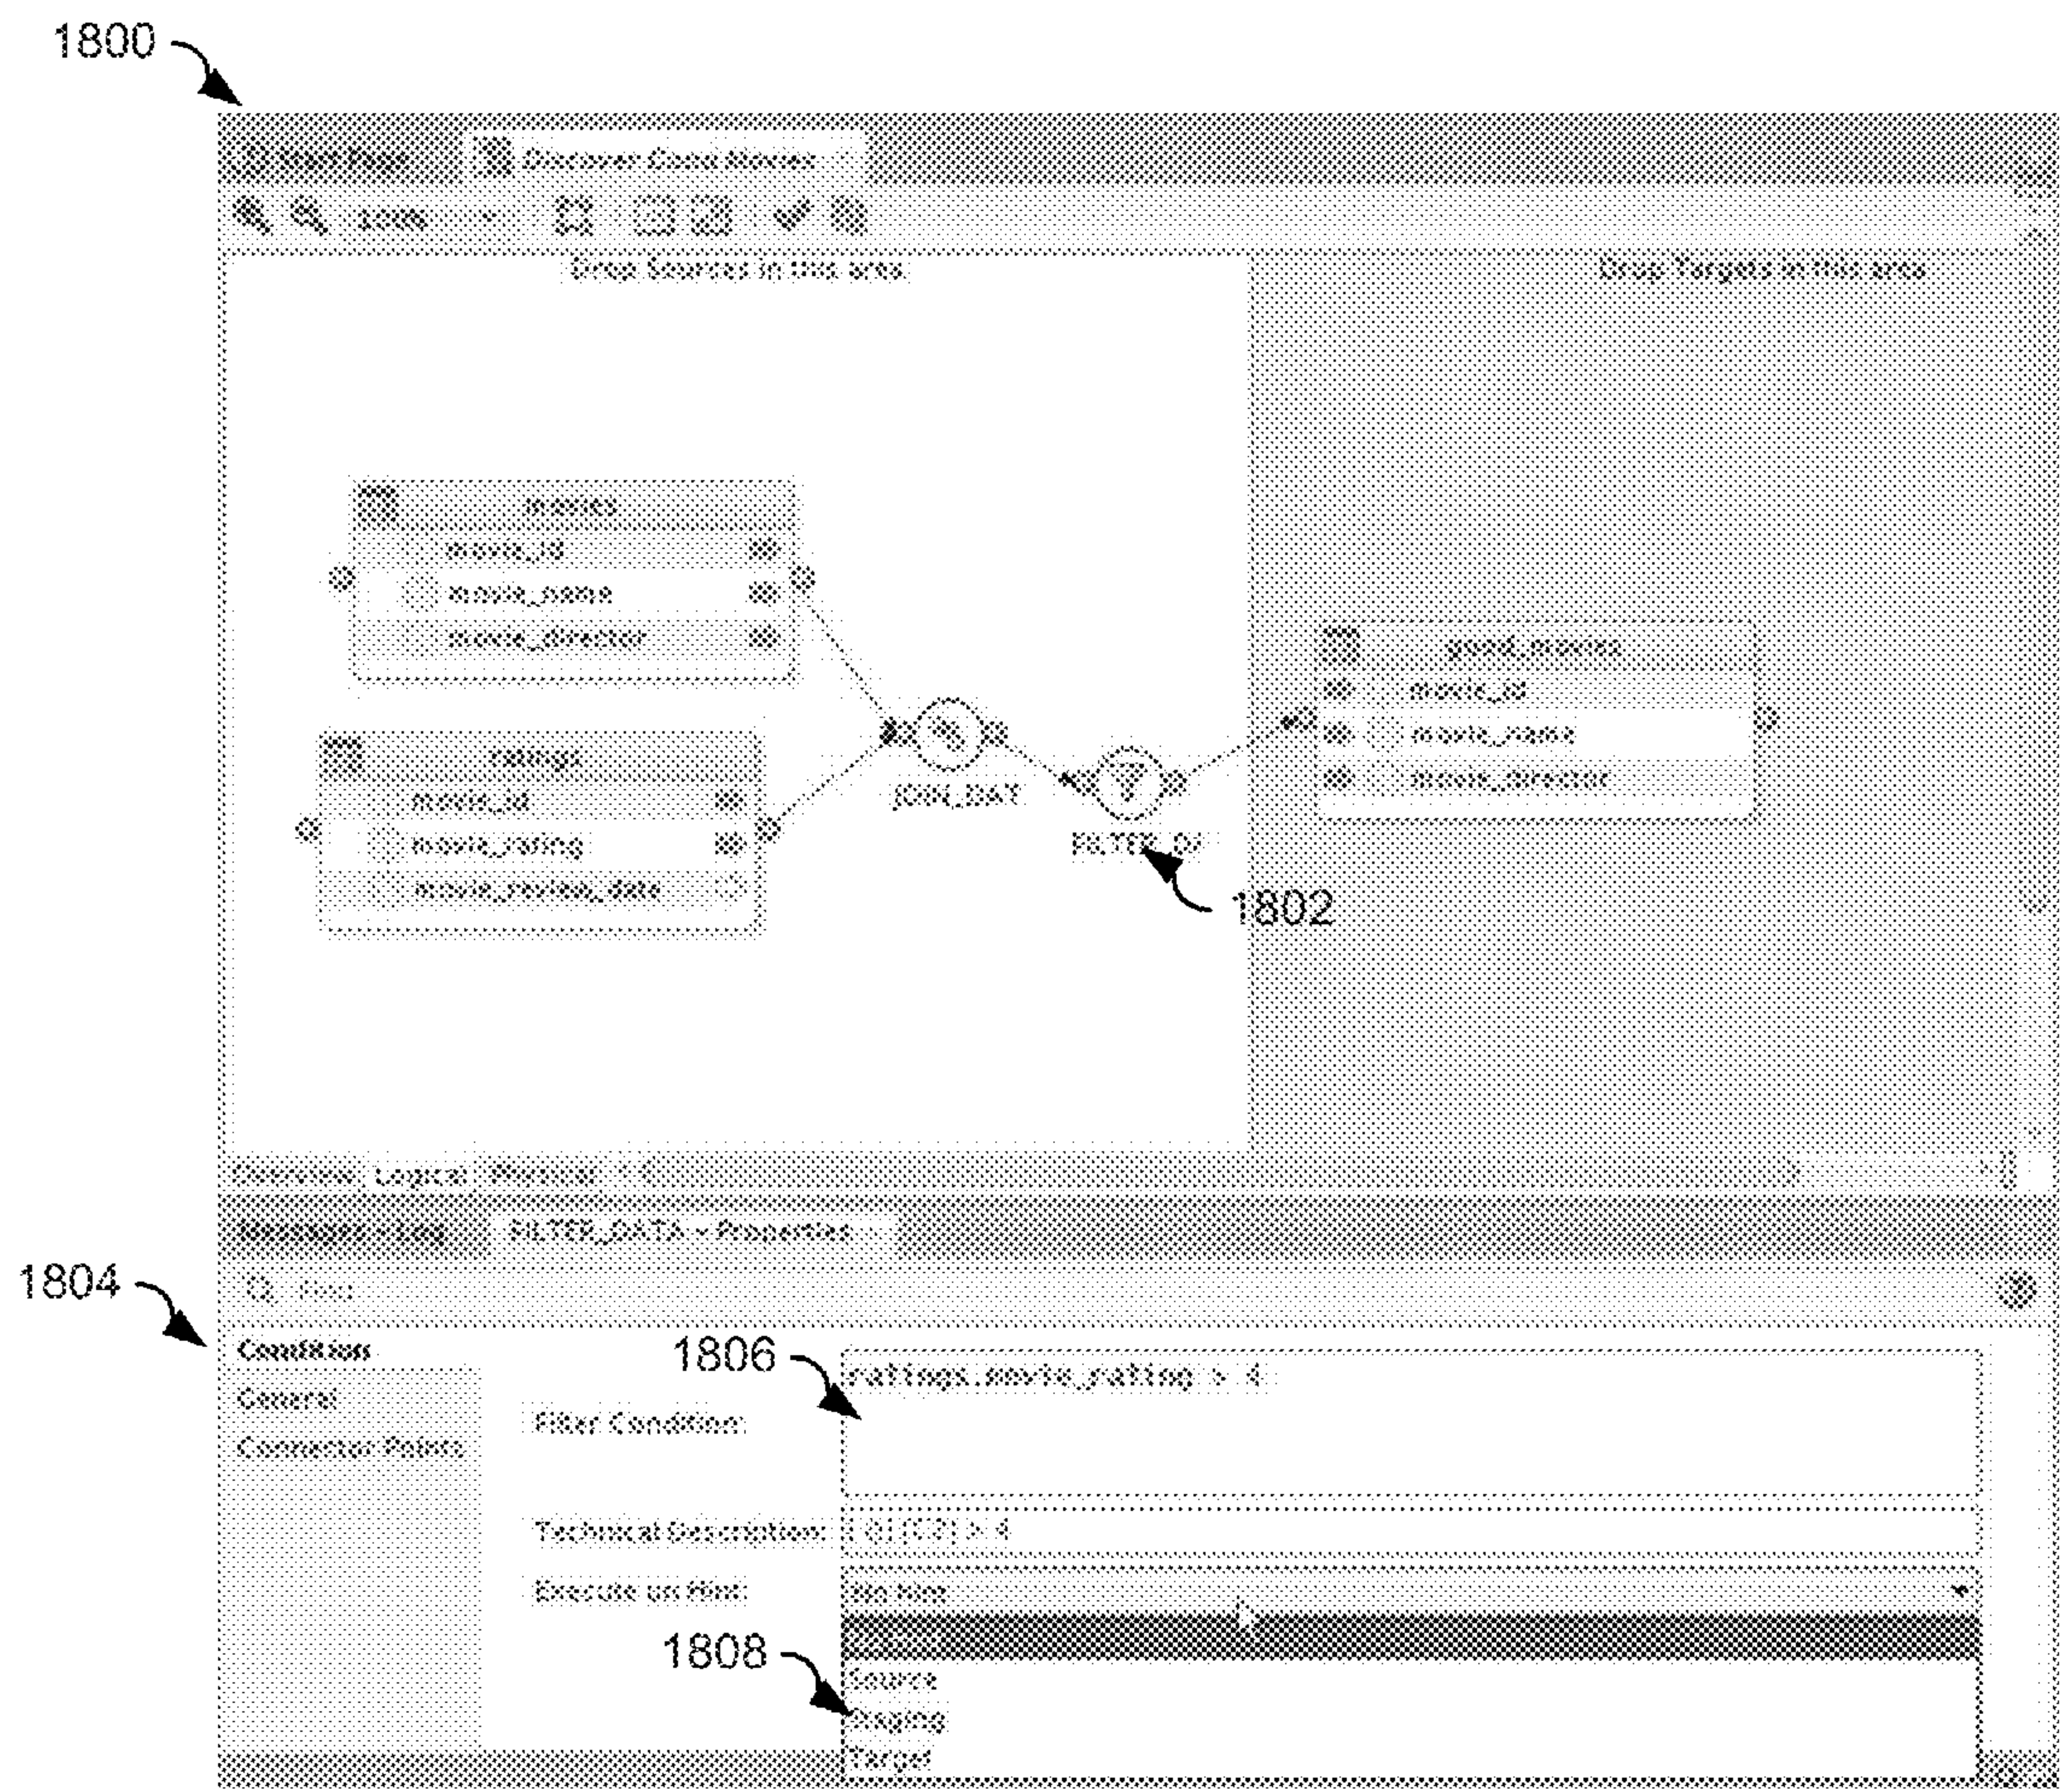 1800
Start Page Discover Good Movies
100%
Drop Sources in this area Drop Targets in this area
movies
movie_id
movie_name
movie_director
ratings
movie_id
movie_rating
movie_review_date
JOIN_DAT
FILTER_DA
good_movies
movie_id
movie_name
movie_director
1802
Overview Logical Physical
Messages - Log FILTER_DATA - Properties
1804
Find
Condition
General
Connector Points
1806
Filter Condition: ratings.movie_rating > 4
Technical Description: > 4
Execute on Hint: No hint
1808
Source
Staging
Target